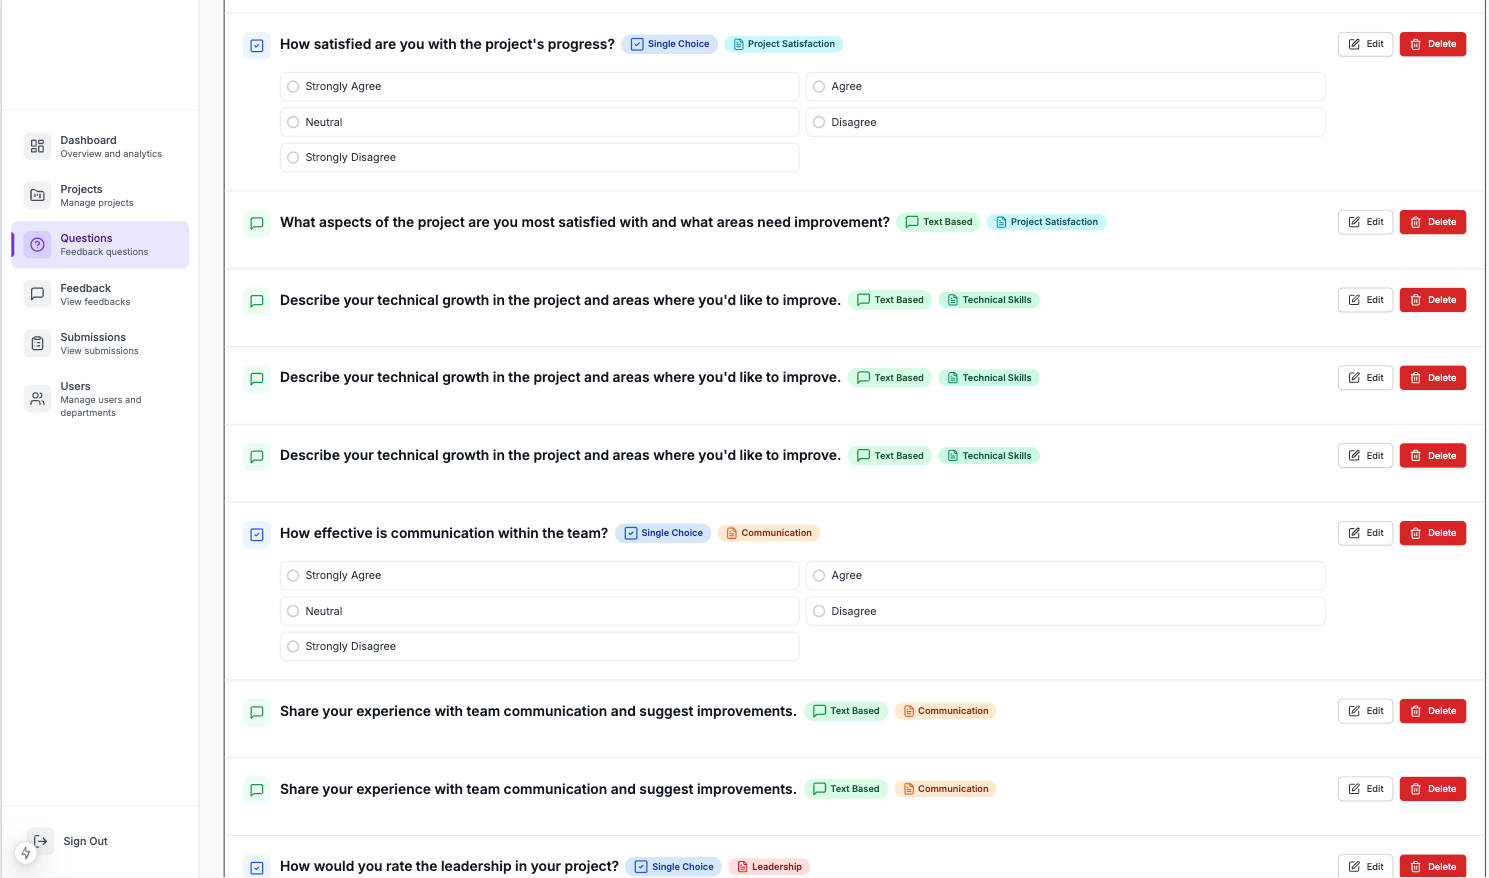 Dashboard
Overview and analytics
Projects
Manage projects
Questions
Feedback questions
Feedback
View feedbacks
Submissions
View submissions
Users
Manage users and
departments
Sign Out
How satisfied are you with the project's progress? Single Choice Project Satisfaction Edit Delete
Strongly Agree Agree
Neutral Disagree
Strongly Disagree
What aspects of the project are you most satisfied with and what areas need improvement? Text Based Project Satisfaction Edit Delete
Describe your technical growth in the project and areas where you'd like to improve. Text Based Technical Skills Edit Delete
Describe your technical growth in the project and areas where you'd like to improve. Text Based Technical Skills Edit Delete
Describe your technical growth in the project and areas where you'd like to improve. Text Based Technical Skills Edit Delete
How effective is communication within the team? Single Choice Communication Edit Delete
Strongly Agree Agree
Neutral Disagree
Strongly Disagree
Share your experience with team communication and suggest improvements. Text Based Communication Edit Delete
Share your experience with team communication and suggest improvements. Text Based Communication Edit Delete
How would you rate the leadership in your project? Single Choice Leadership Edit Delete